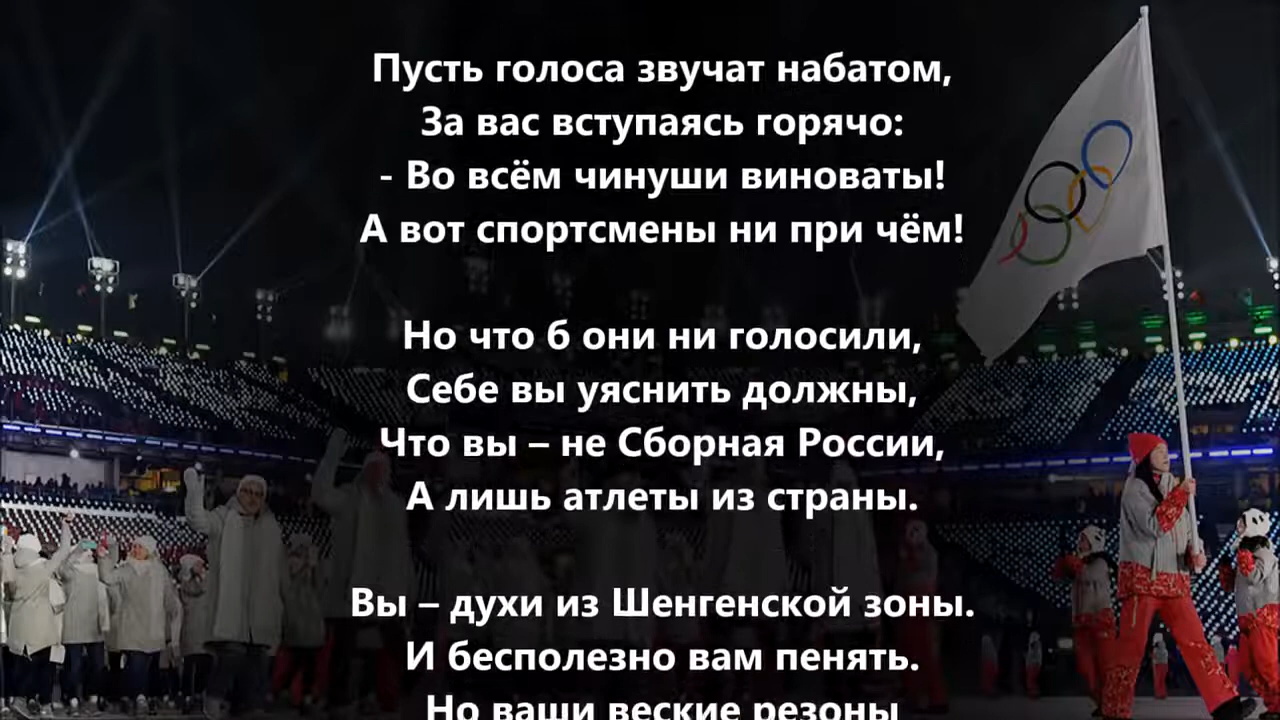 Пусть голоса звучат набатом,
За вас вступаясь горячо:
- Во всём чинуши виноваты!
А вот спортсмены ни при чём!
Но что б они ни голосили,
Себе вы уяснить должны,
Что вы – не Сборная России,
А лишь атлеты из страны.
Вы – духи из Шенгенской зоны.
И бесполезно вам пенять.
Но ваши веские резоны